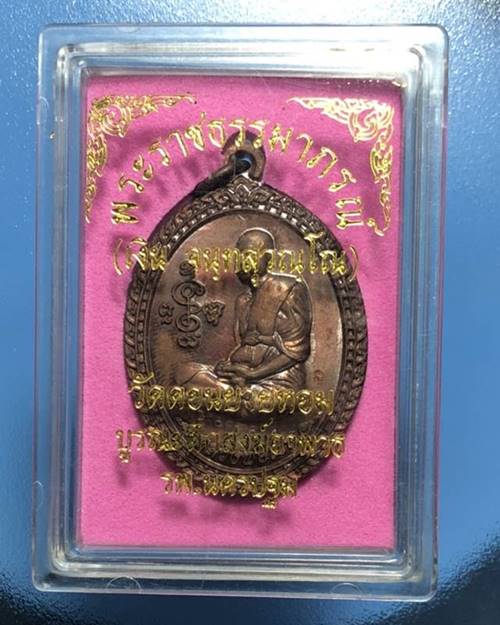 พระราชธรรมาภรณ์
(เงิน จนฺทสุวณฺโณ)
วัดดอนยายหอม
บูรณะตึกสงฆ์อาพาธ
รพ.นครปฐม